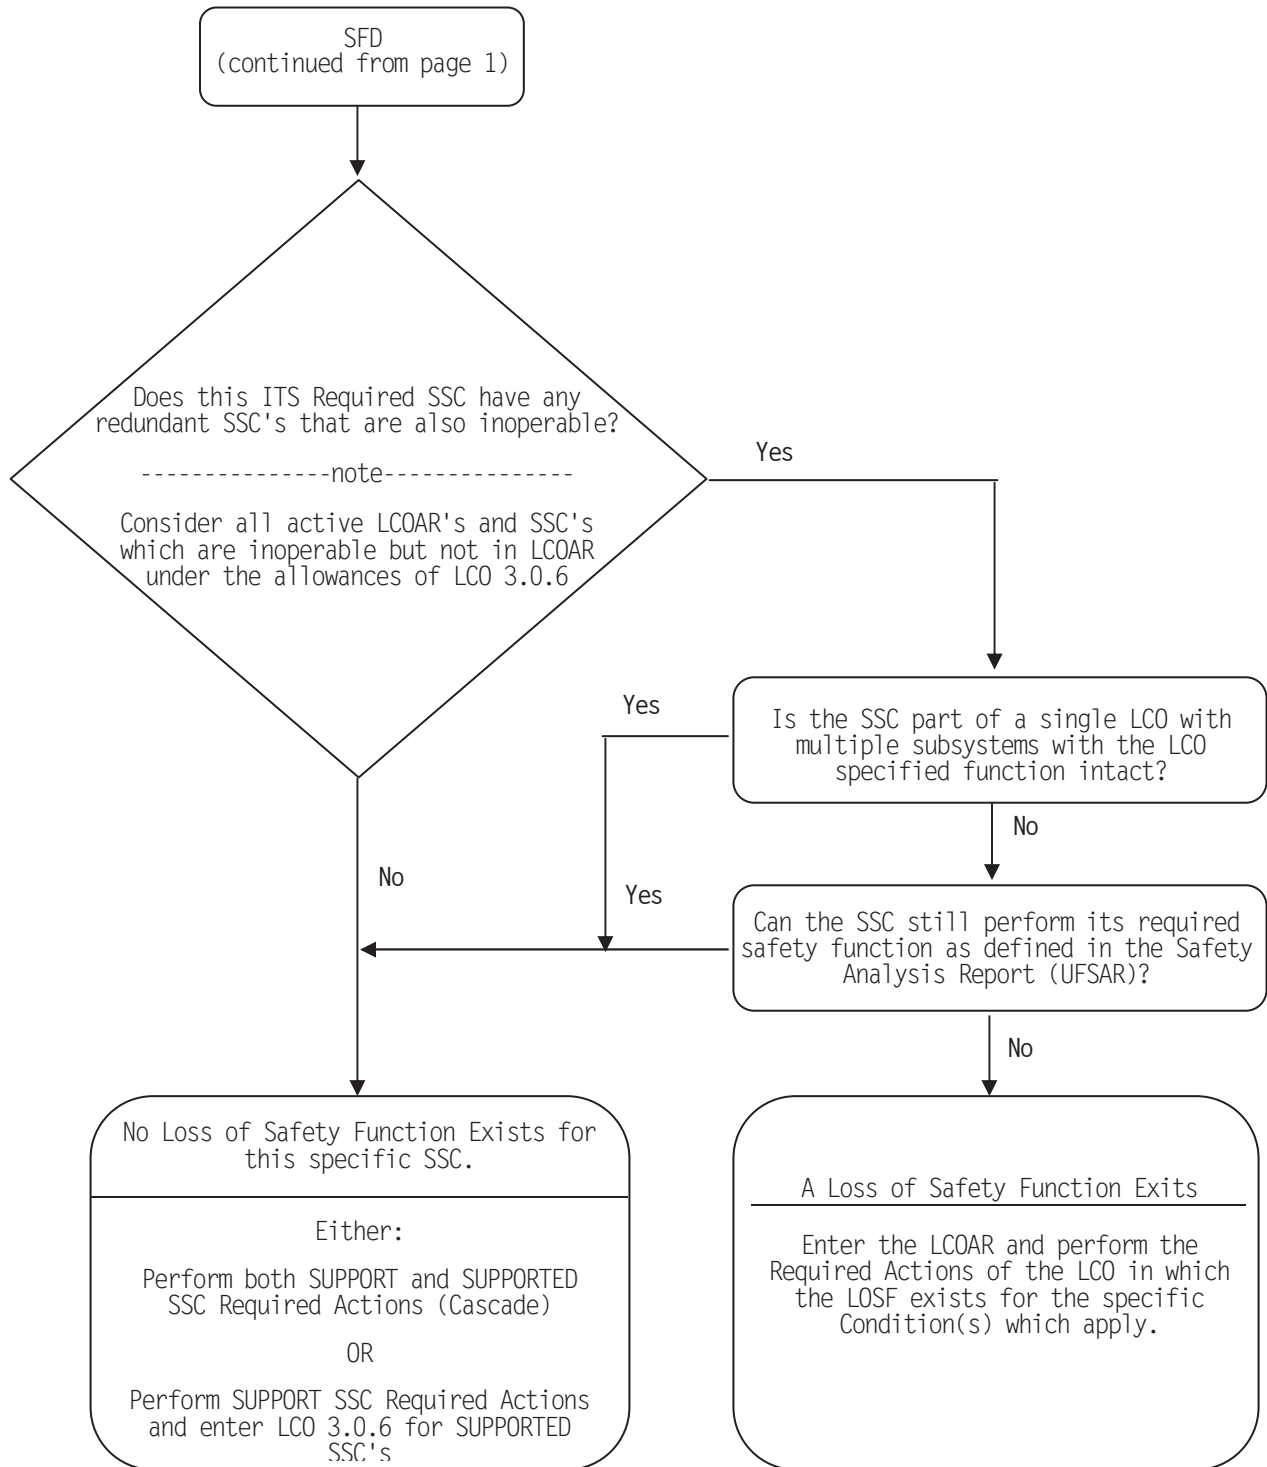 SFD
(continued from page 1)
Does this ITS Required SSC have any
redundant SSC's that are also inoperable?
---------------note---------------
Consider all active LCOAR's and SSC's
which are inoperable but not in LCOAR
under the allowances of LCO 3.0.6
Yes
No
Is the SSC part of a single LCO with
multiple subsystems with the LCO
specified function intact?
Yes
No
Can the SSC still perform its required
safety function as defined in the Safety
Analysis Report (UFSAR)?
Yes
No
No Loss of Safety Function Exists for
this specific SSC.
Either:
Perform both SUPPORT and SUPPORTED
SSC Required Actions (Cascade)
OR
Perform SUPPORT SSC Required Actions
and enter LCO 3.0.6 for SUPPORTED
SSC's
A Loss of Safety Function Exits
Enter the LCOAR and perform the
Required Actions of the LCO in which
the LOSF exists for the specific
Condition(s) which apply.